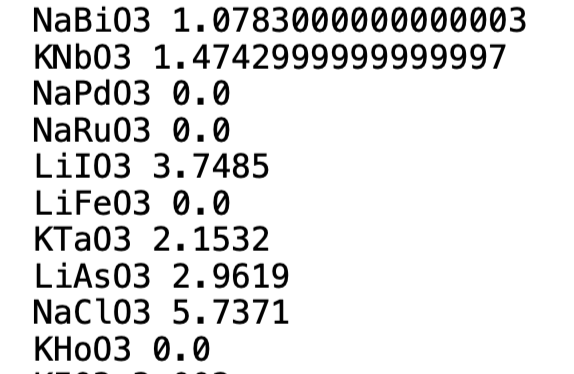 NaBiO3 1.0783000000000003
KNbO3 1.4742999999999997
NaPdO3 0.0
NaRuO3 0.0
LiIO3 3.7485
LiFeO3 0.0
KTaO3 2.1532
LiAsO3 2.9619
NaClO3 5.7371
KHoO3 0.0